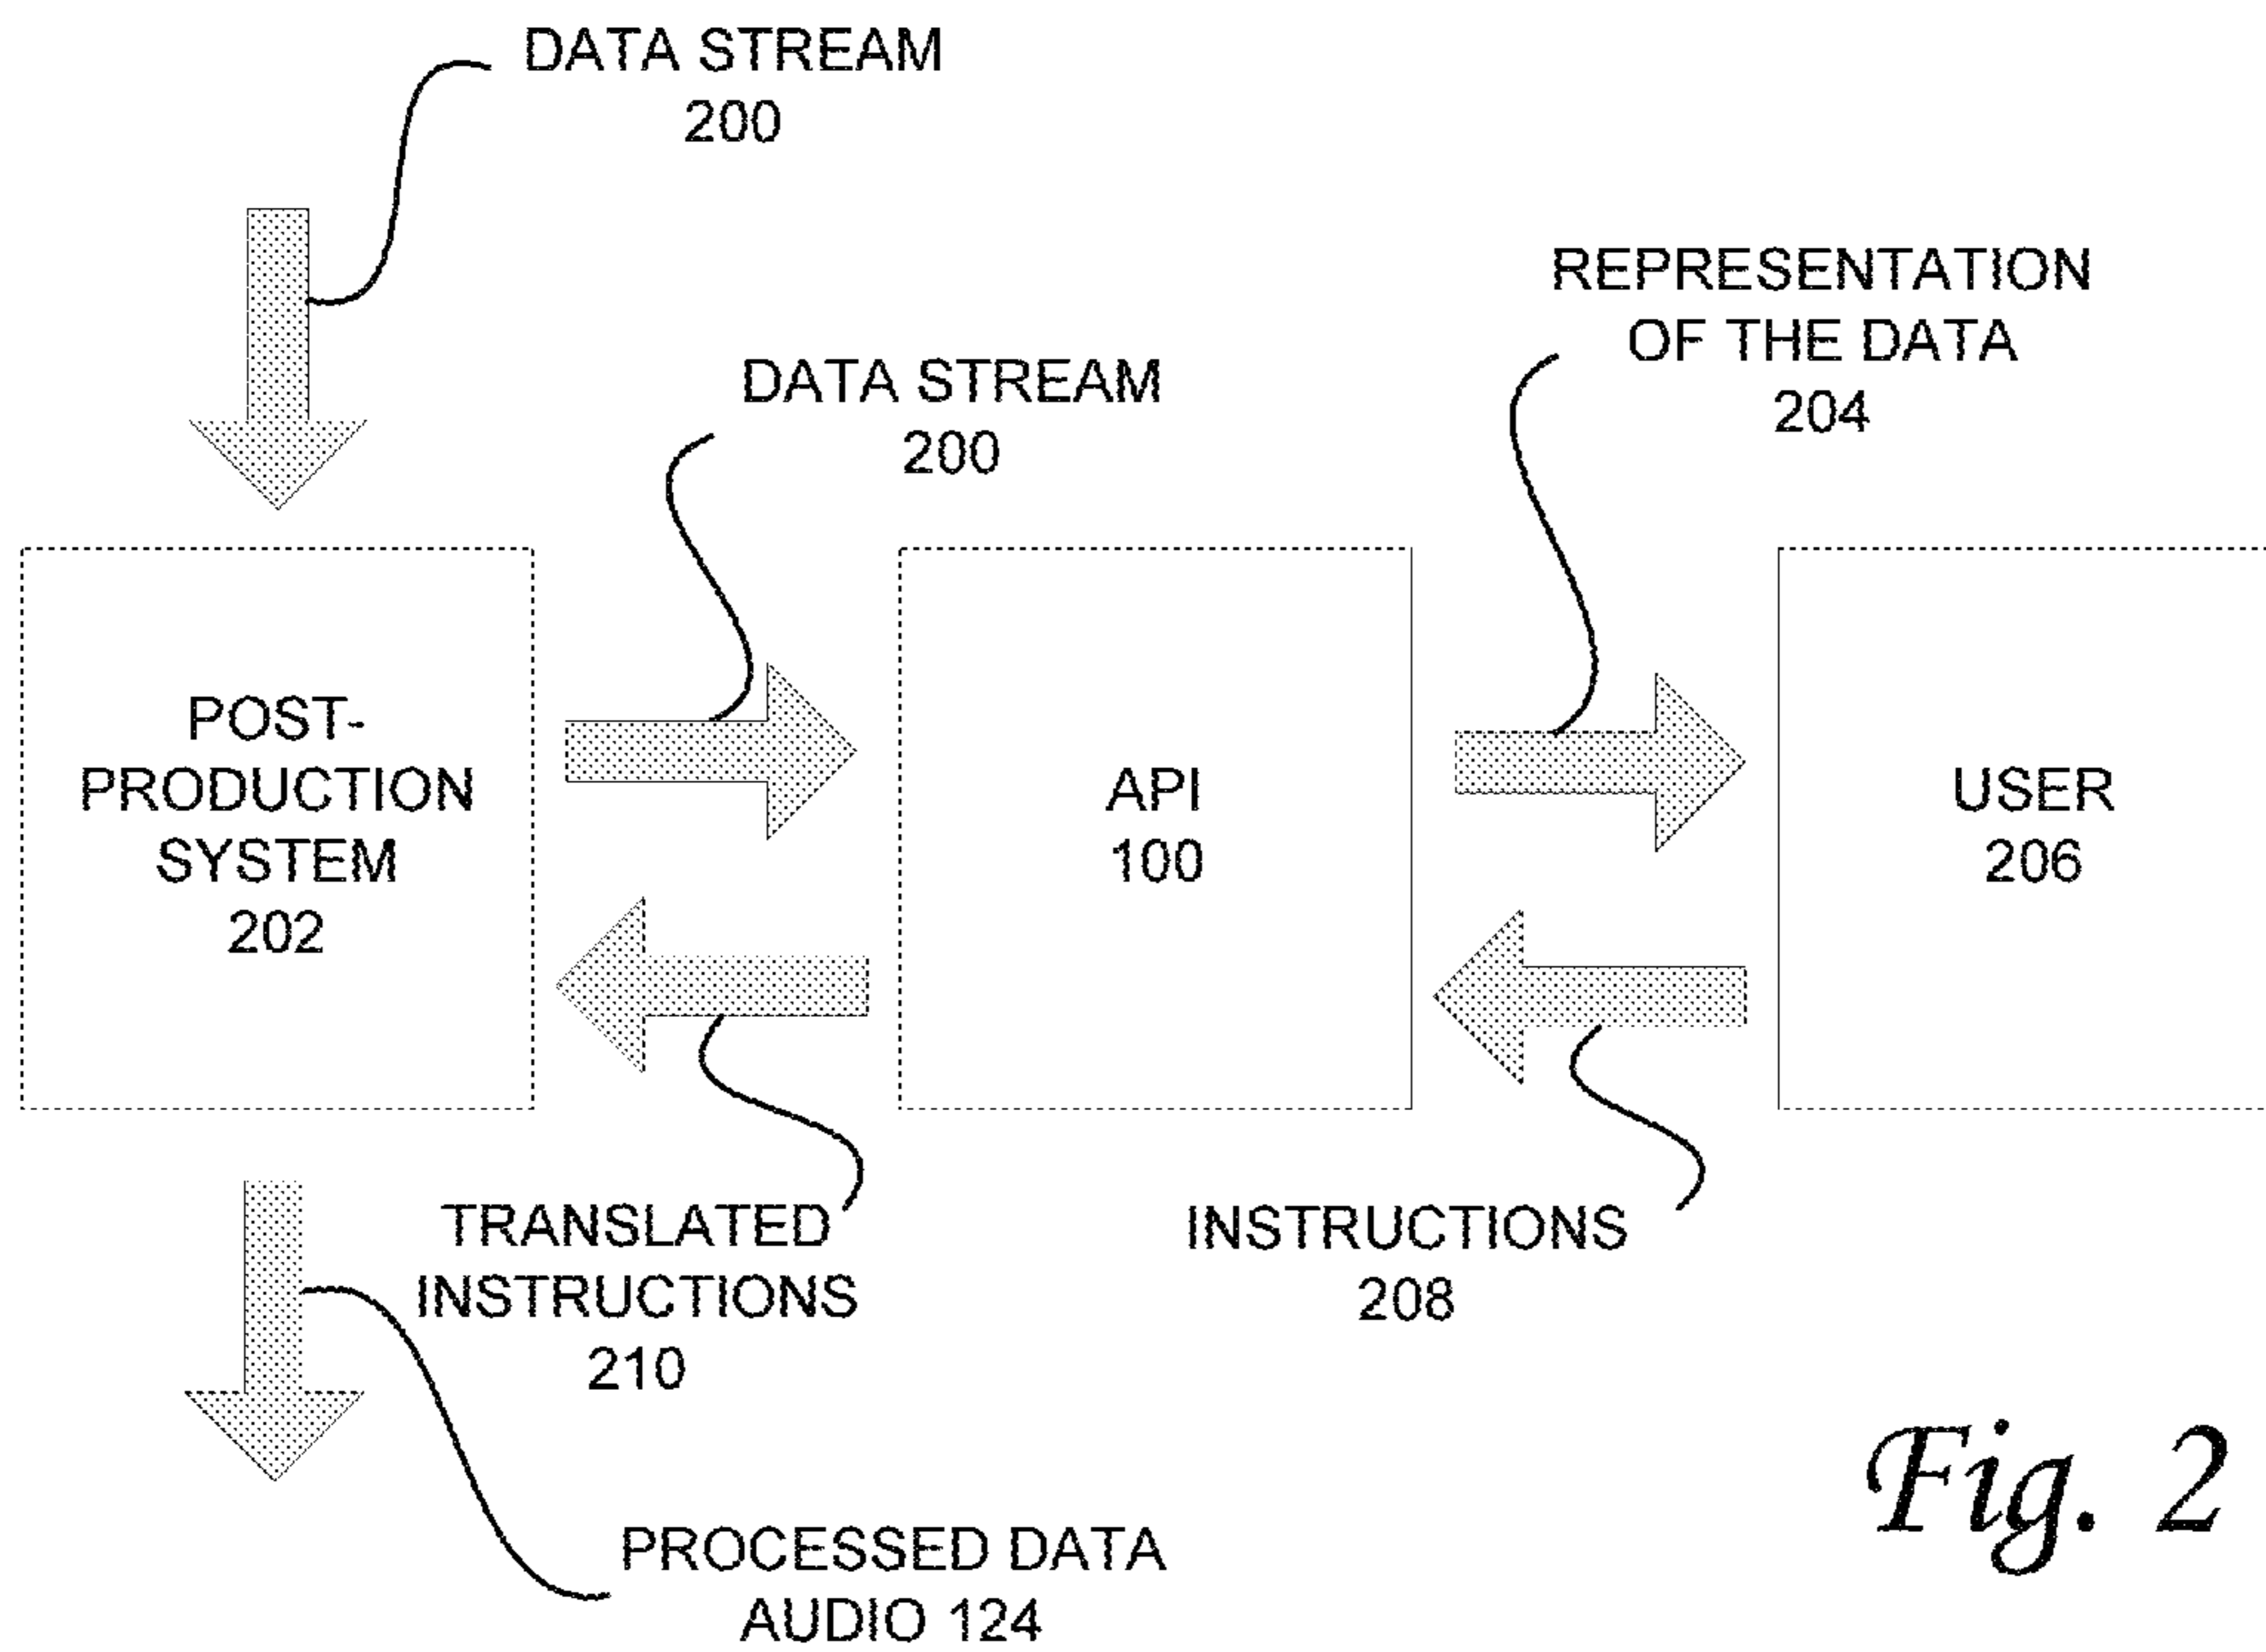 DATA STREAM
200
DATA STREAM
200
REPRESENTATION
OF THE DATA
204
POST-
PRODUCTION
SYSTEM
202
API
100
USER
206
TRANSLATED
INSTRUCTIONS
210
INSTRUCTIONS
208
PROCESSED DATA
AUDIO 124
Fig. 2